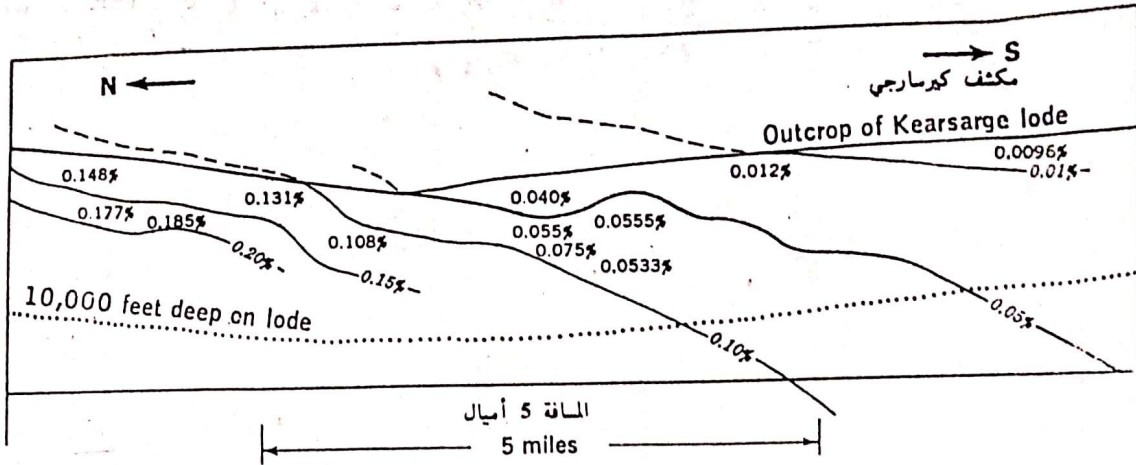 N
S
مكشف كيرسارجي
Outcrop of Kearsarge lode
0.0096%
0.012%
0.01%
0.148%
0.131%
0.040%
0.177%
0.185%
0.108%
0.055%
0.0555%
0.075%
0.0533%
0.20%
0.15%
10,000 feet deep on lode
0.10%
0.05%
المسافة 5 أميال
5 miles